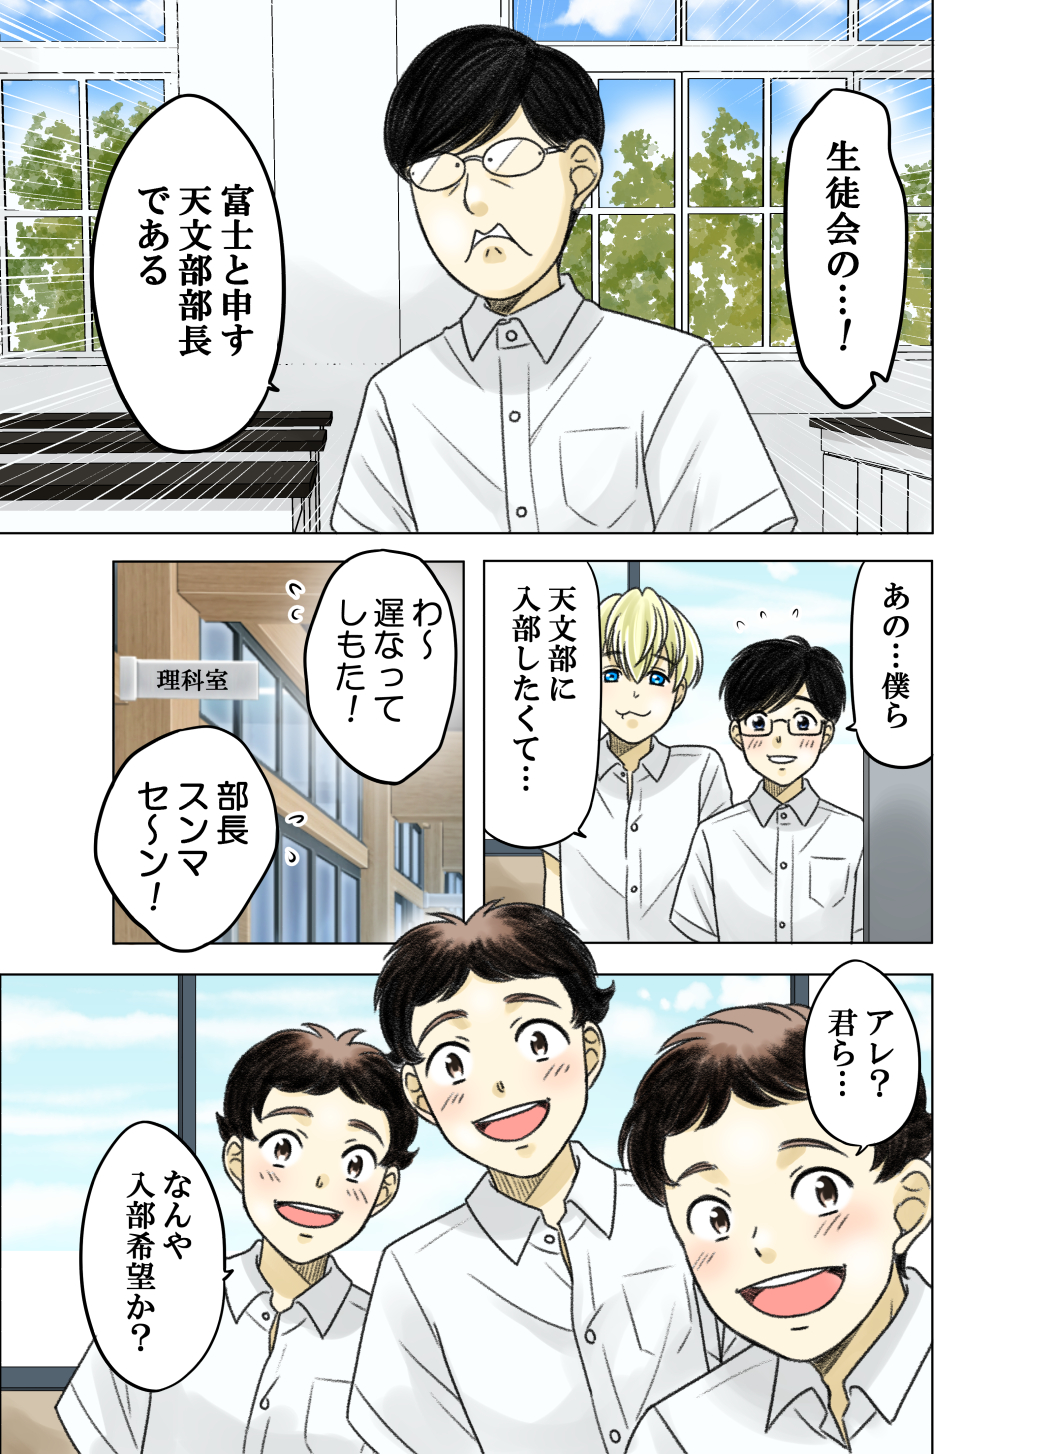 生徒会の…！
富士と申す
天文部部長
である
あの…僕ら
天文部に
入部したくて…
わ〜
遅なって
しもた！
理科室
部長
スンマ
セ〜ン！
アレ？
君ら…
なんや
入部希望か？